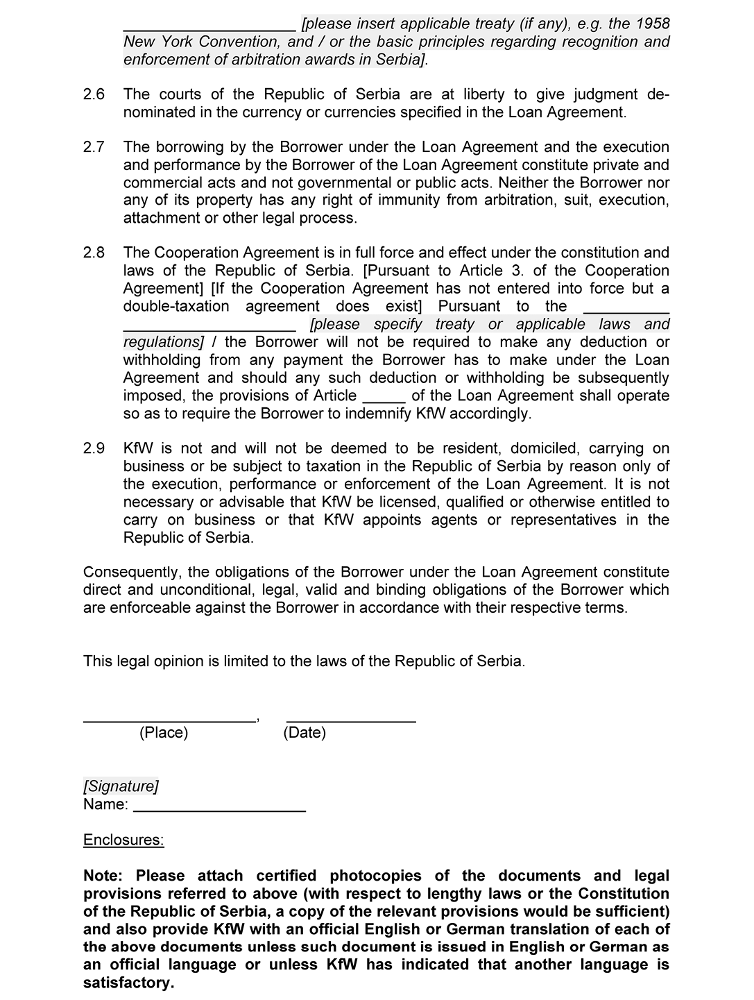 ____________________ [please insert applicable treaty (if any), e.g. the 1958
New York Convention, and / or the basic principles regarding recognition and
enforcement of arbitration awards in Serbia].
2.6 The courts of the Republic of Serbia are at liberty to give judgment de-
nominated in the currency or currencies specified in the Loan Agreement.
2.7 The borrowing by the Borrower under the Loan Agreement and the execution
and performance by the Borrower of the Loan Agreement constitute private and
commercial acts and not governmental or public acts. Neither the Borrower nor
any of its property has any right of immunity from arbitration, suit, execution,
attachment or other legal process.
2.8 The Cooperation Agreement is in full force and effect under the constitution and
laws of the Republic of Serbia. [Pursuant to Article 3. of the Cooperation
Agreement] [If the Cooperation Agreement has not entered into force but a
double-taxation agreement does exist] Pursuant to the __________
____________________ [please specify treaty or applicable laws and
regulations] / the Borrower will not be required to make any deduction or
withholding from any payment the Borrower has to make under the Loan
Agreement and should any such deduction or withholding be subsequently
imposed, the provisions of Article _____ of the Loan Agreement shall operate
so as to require the Borrower to indemnify KfW accordingly.
2.9 KfW is not and will not be deemed to be resident, domiciled, carrying on
business or be subject to taxation in the Republic of Serbia by reason only of
the execution, performance or enforcement of the Loan Agreement. It is not
necessary or advisable that KfW be licensed, qualified or otherwise entitled to
carry on business or that KfW appoints agents or representatives in the
Republic of Serbia.
Consequently, the obligations of the Borrower under the Loan Agreement constitute
direct and unconditional, legal, valid and binding obligations of the Borrower which
are enforceable against the Borrower in accordance with their respective terms.
This legal opinion is limited to the laws of the Republic of Serbia.
____________________, _______________
(Place) (Date)
[Signature]
Name: ____________________
Enclosures:
Note: Please attach certified photocopies of the documents and legal
provisions referred to above (with respect to lengthy laws or the Constitution
of the Republic of Serbia, a copy of the relevant provisions would be sufficient)
and also provide KfW with an official English or German translation of each of
the above documents unless such document is issued in English or German as
an official language or unless KfW has indicated that another language is
satisfactory.